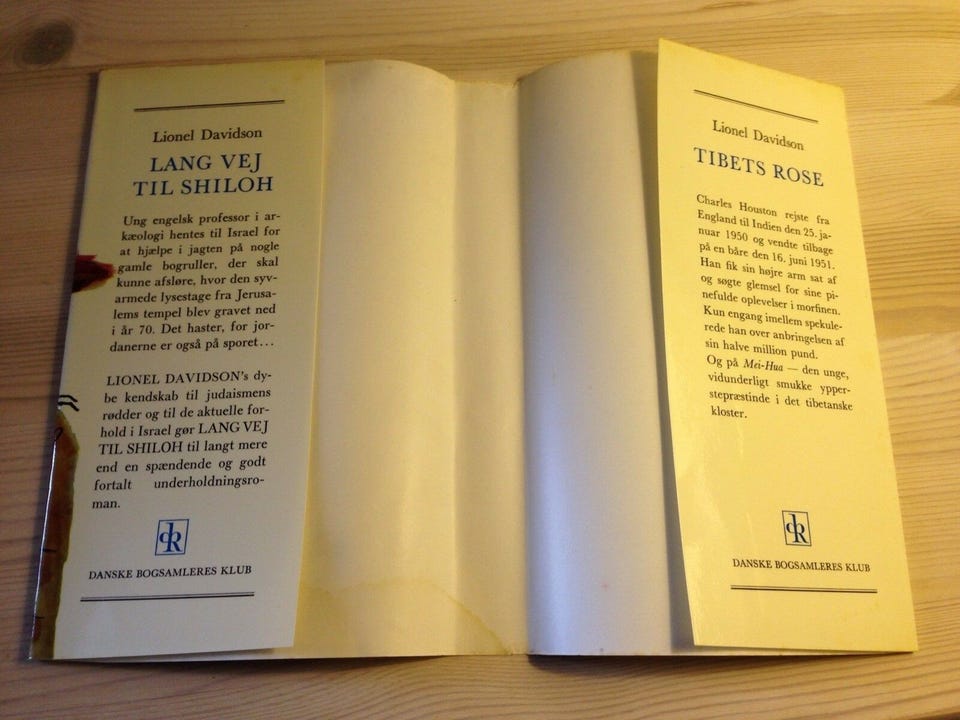 Lionel Davidson
LANG VEJ
TIL SHILOH
Ung engelsk professor i ar-
kæologi hentes til Israel for
at hjælpe i jagten på nogle
gamle bogruller, der skal
kunne afsløre, hvor den syv-
armede lysestage fra Jerusa-
lems tempel blev gravet ned
i år 70. Det haster, for jor-
danerne er også på sporet...
LIONEL DAVIDSON's dy-
be kendskab til judaismens
rødder og til de aktuelle for-
hold i Israel gør LANG VEJ
TIL SHILOH til langt mere
end en spændende og godt
fortalt underholdningsro-
man.
dR
DANSKE BOGSAMLERES KLUB
Lionel Davidson
TIBETS ROSE
Charles Houston rejste fra
England til Indien den 25. ja-
nuar 1950 og vendte tilbage
på en båre den 16. juni 1951.
Han fik sin højre arm sat af
og søgte glemsel for sine pi-
nefulde oplevelser i morfinen.
Kun engang imellem spekule-
rede han over anbringelsen af
sin halve million pund.
Og på Mei-Hua — den unge,
vidunderligt smukke ypper-
stepræstinde i det tibetanske
kloster.
dR
DANSKE BOGSAMLERES KLUB